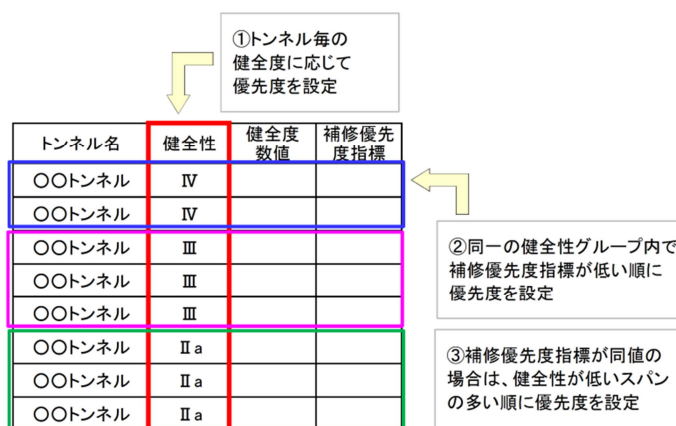 ①トンネル毎の
健全度に応じて
優先度を設定
トンネル名 健全性 健全度数値 補修優先度指標
〇〇トンネル Ⅳ
〇〇トンネル Ⅳ
〇〇トンネル Ⅲ
〇〇トンネル Ⅲ
〇〇トンネル Ⅲ
〇〇トンネル Ⅱa
〇〇トンネル Ⅱa
〇〇トンネル Ⅱa
②同一の健全性グループ内で
補修優先度指標が低い順に
優先度を設定
③補修優先度指標が同値の
場合は、健全性が低いスパン
の多い順に優先度を設定